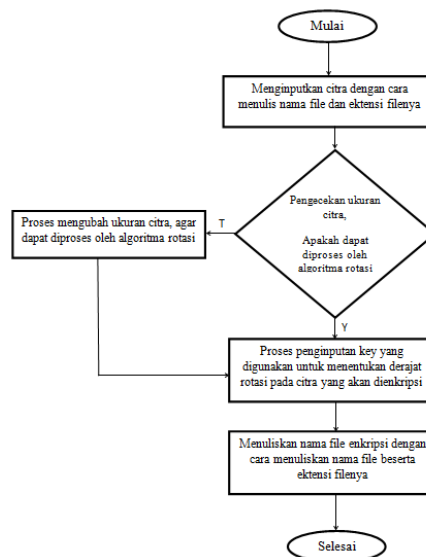 Mulai
Menginputkan citra dengan cara
menulis nama file dan ektensi filenya
Pengecekan ukuran
citra,
Apakah dapat
diproses oleh
algoritma rotasi
T
Proses mengubah ukuran citra, agar
dapat diproses oleh algoritma rotasi
Y
Proses penginputan key yang
digunakan untuk menentukan derajat
rotasi pada citra yang akan dienkripsi
Menuliskan nama file enkripsi dengan
cara menuliskan nama file beserta
ektensi filenya
Selesai